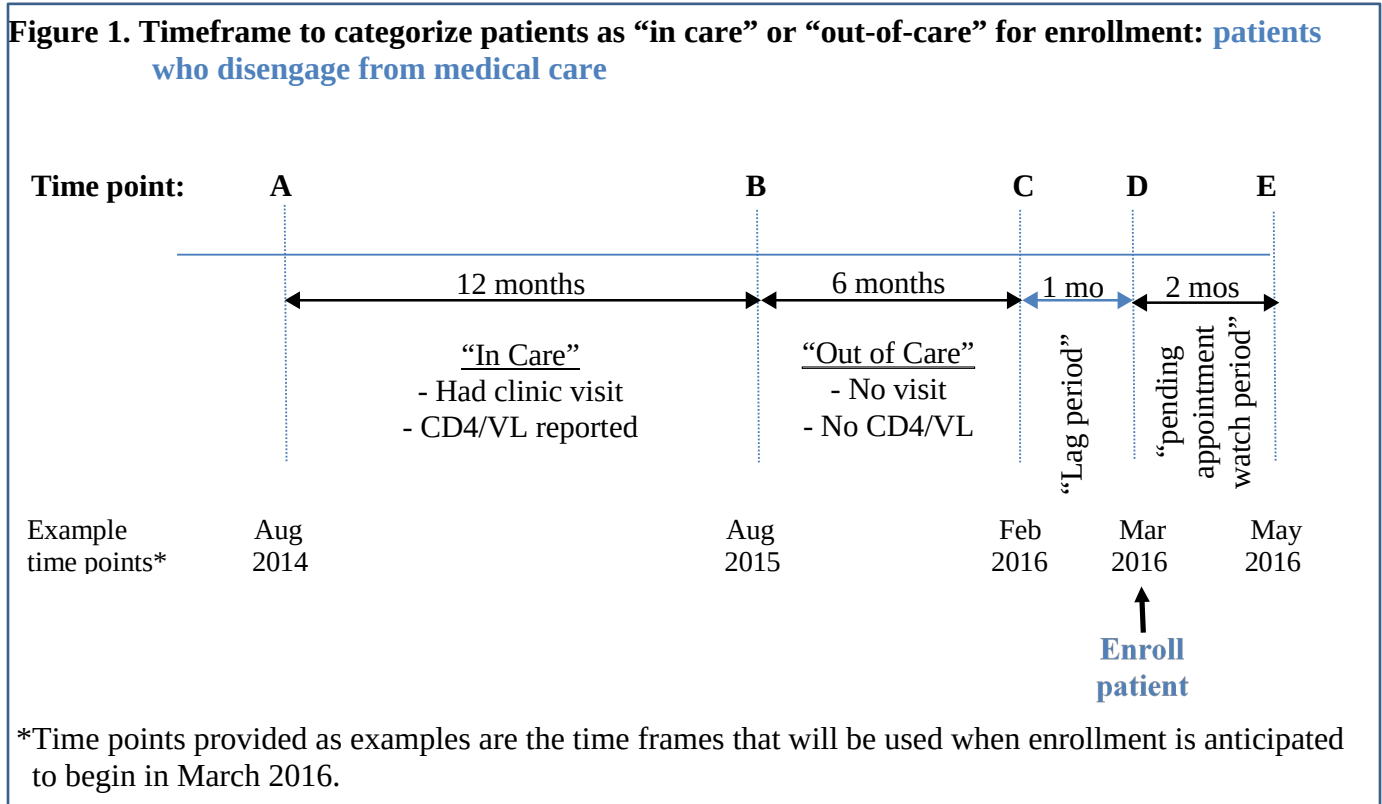 Figure 1. Timeframe to categorize patients as “in care” or “out-of-care” for enrollment: patients
who disengage from medical care
Time point: A B C D E
12 months 6 months 1 mo 2 mos
“In Care”
- Had clinic visit
- CD4/VL reported
“Out of Care”
- No visit
- No CD4/VL
“Lag period”
“pending
appointment
watch period”
Example
time points*
Aug
2014
Aug
2015
Feb
2016
Mar
2016
May
2016
Enroll
patient
*Time points provided as examples are the time frames that will be used when enrollment is anticipated
to begin in March 2016.